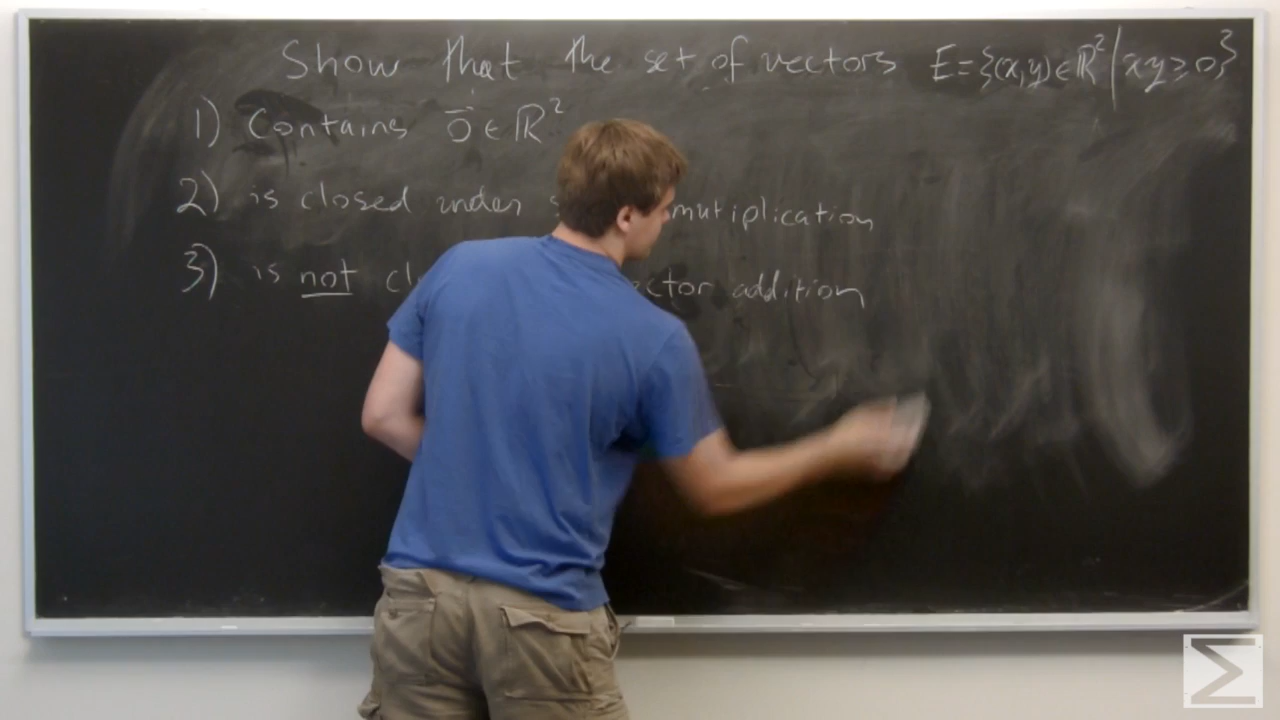 Show that the set of vectors E={(x,y)∈ℝ²|xy≥0}
1) Contains 0⃗∈ℝ²
2) is closed under mutiplication
3) is not addition